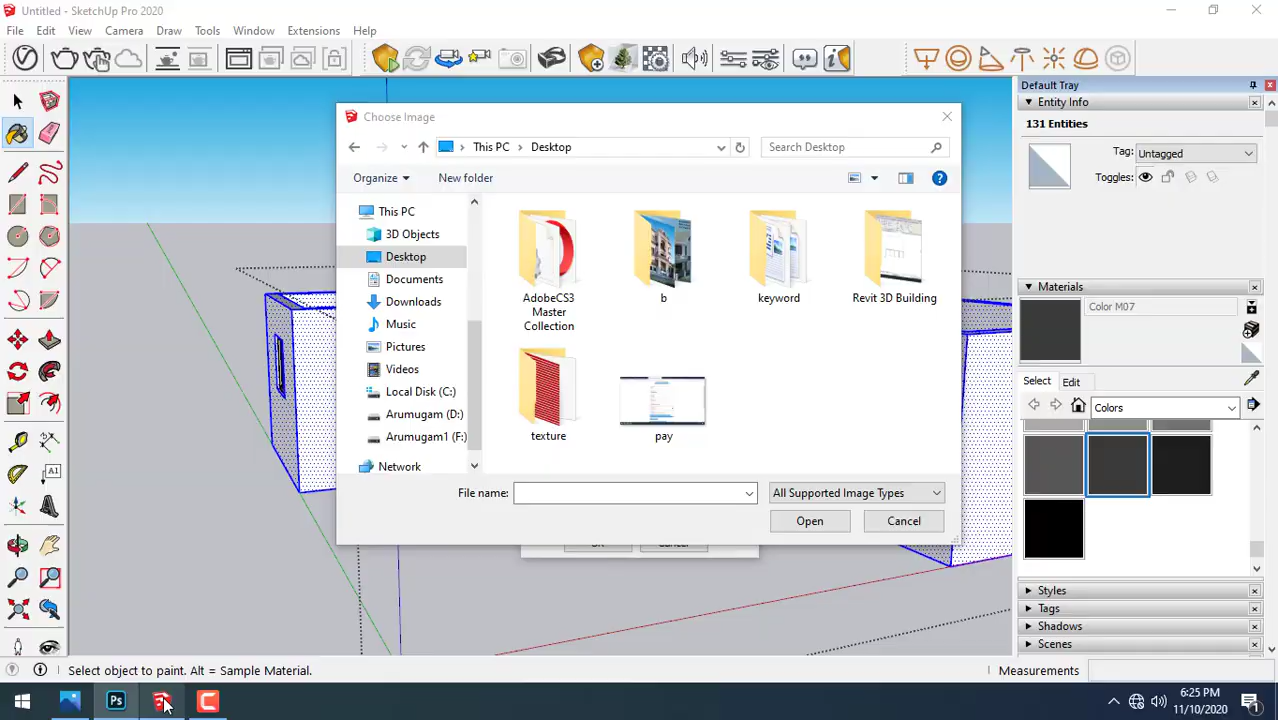 Untitled - SketchUp Pro 2020
File Edit View Camera Draw Tools Window Extensions Help
Default Tray
Entity Info
131 Entities
Tag: Untagged
Toggles:
Choose Image
This PC Desktop
Search Desktop
Organize New folder
This PC
3D Objects
Desktop
Documents
Downloads
Music
Pictures
Videos
Local Disk (C:)
Arumugam (D:)
Arumugam1 (F:)
Network
AdobeCS3
Master
Collection
b
keyword
Revit 3D Building
texture
pay
File name:
All Supported Image Types
Open
Cancel
Materials
Color M07
Select Edit
Colors
Styles
Tags
Shadows
Scenes
A1
Select object to paint. Alt = Sample Material.
Measurements
Ps
C
6:25 PM
11/10/2020
1